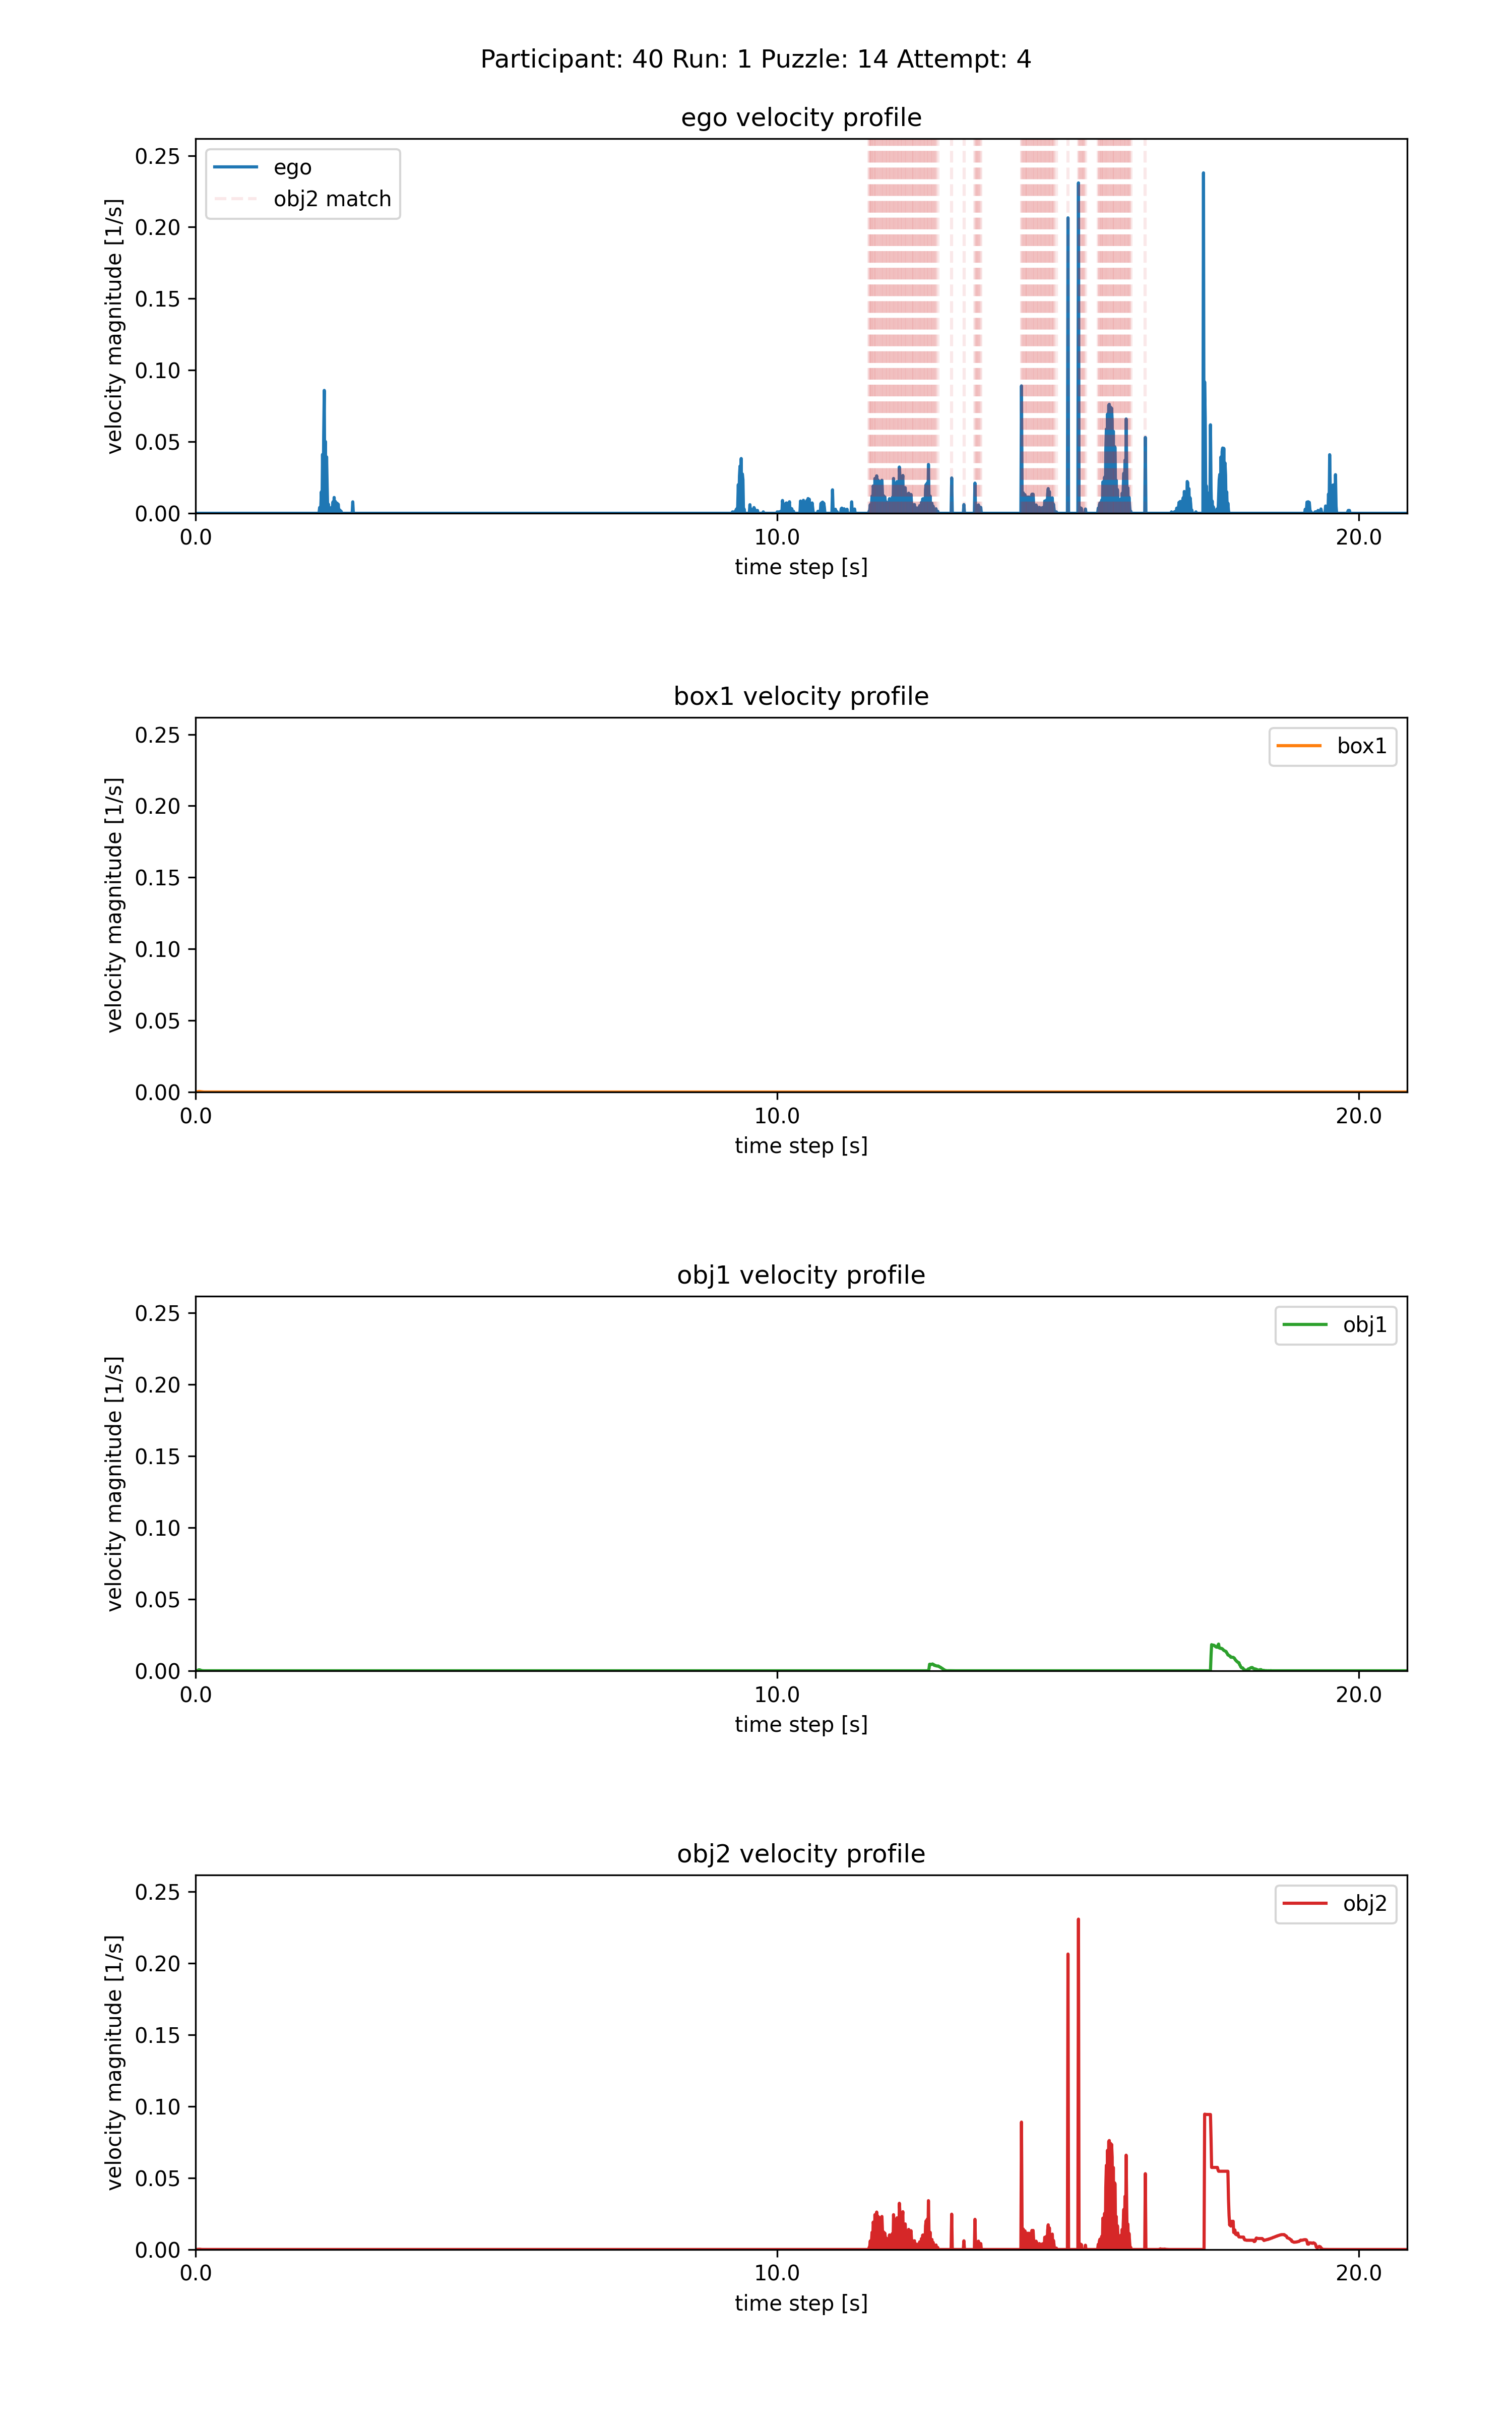 Participant: 40 Run: 1 Puzzle: 14 Attempt: 4
ego velocity profile
velocity magnitude [1/s]
0.25
0.20
0.15
0.10
0.05
0.00
ego
obj2 match
0.0 10.0 20.0
time step [s]
box1 velocity profile
velocity magnitude [1/s]
0.25
0.20
0.15
0.10
0.05
0.00
box1
0.0 10.0 20.0
time step [s]
obj1 velocity profile
velocity magnitude [1/s]
0.25
0.20
0.15
0.10
0.05
0.00
obj1
0.0 10.0 20.0
time step [s]
obj2 velocity profile
velocity magnitude [1/s]
0.25
0.20
0.15
0.10
0.05
0.00
obj2
0.0 10.0 20.0
time step [s]